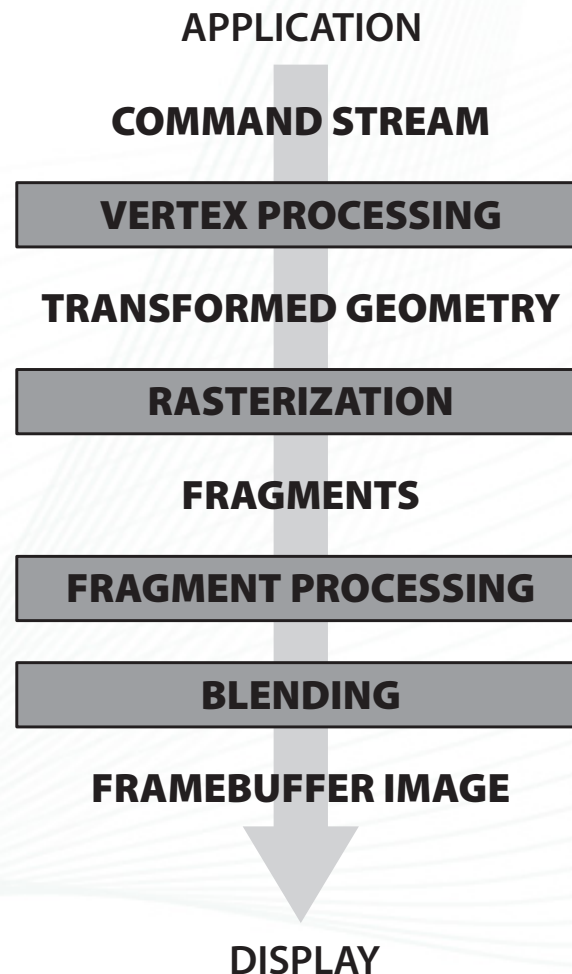 APPLICATION
COMMAND STREAM
VERTEX PROCESSING
TRANSFORMED GEOMETRY
RASTERIZATION
FRAGMENTS
FRAGMENT PROCESSING
BLENDING
FRAMEBUFFER IMAGE
DISPLAY